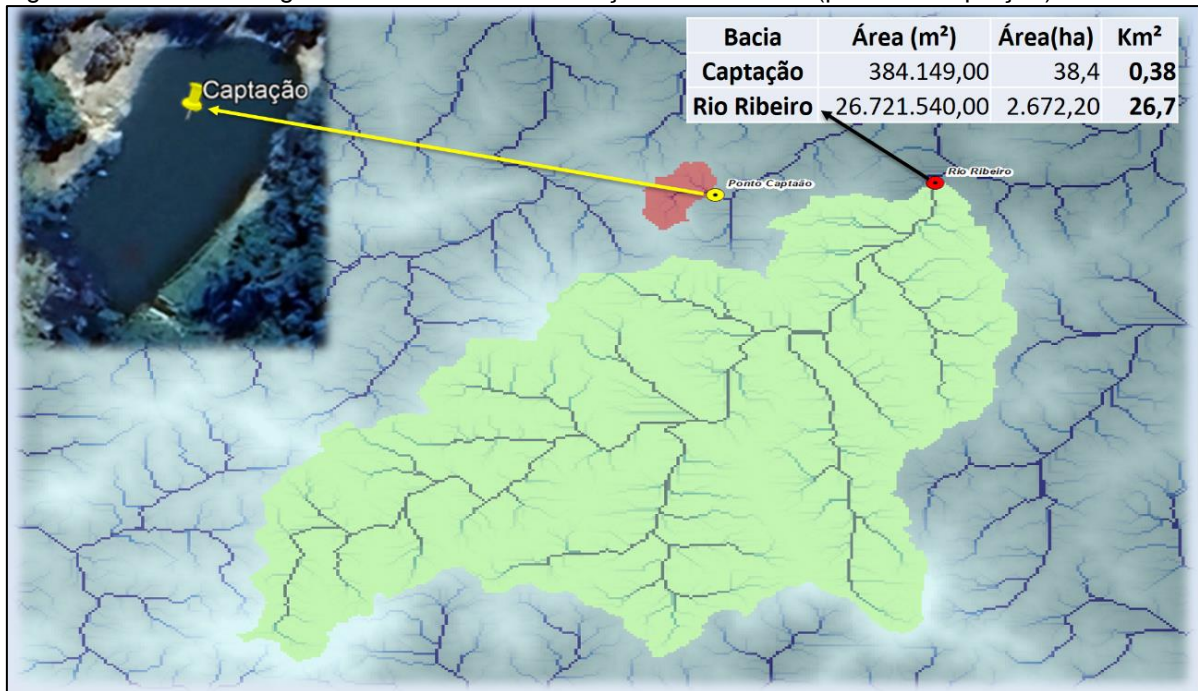 Bacia Área (m²) Área(ha) Km²
Captação 384.149,00 38,4 0,38
Rio Ribeiro 26.721.540,00 2.672,20 26,7
Captação
Ponto Captaão
Rio Ribeiro